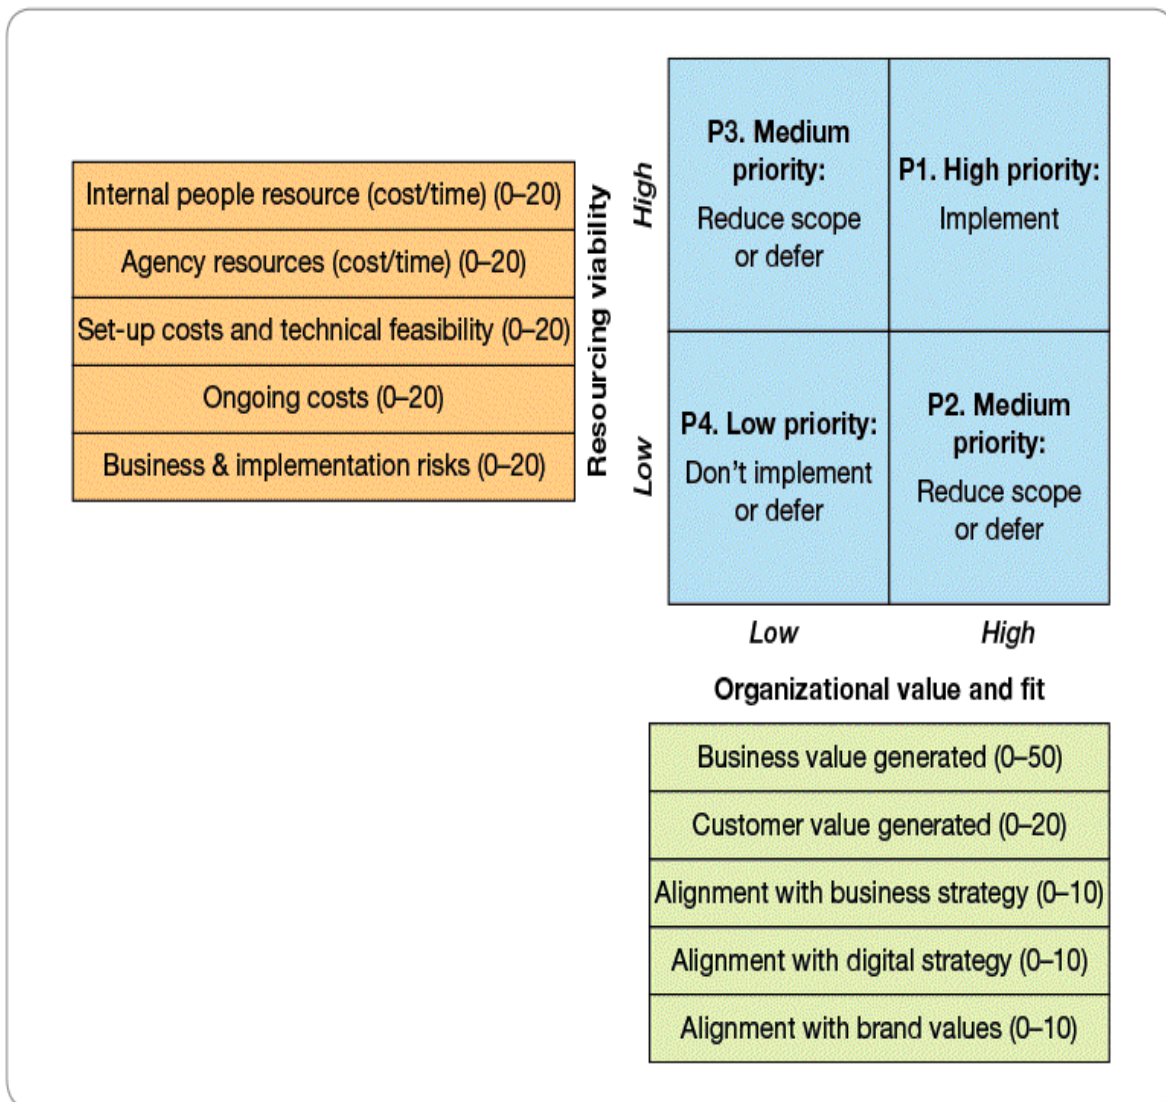 Internal people resource (cost/time) (0–20)
Agency resources (cost/time) (0–20)
Set-up costs and technical feasibility (0–20)
Ongoing costs (0–20)
Business & implementation risks (0–20)
Resourcing viability
High
Low
P3. Medium
priority:
Reduce scope
or defer
P1. High priority:
Implement
P4. Low priority:
Don't implement
or defer
P2. Medium
priority:
Reduce scope
or defer
Low
High
Organizational value and fit
Business value generated (0–50)
Customer value generated (0–20)
Alignment with business strategy (0–10)
Alignment with digital strategy (0–10)
Alignment with brand values (0–10)